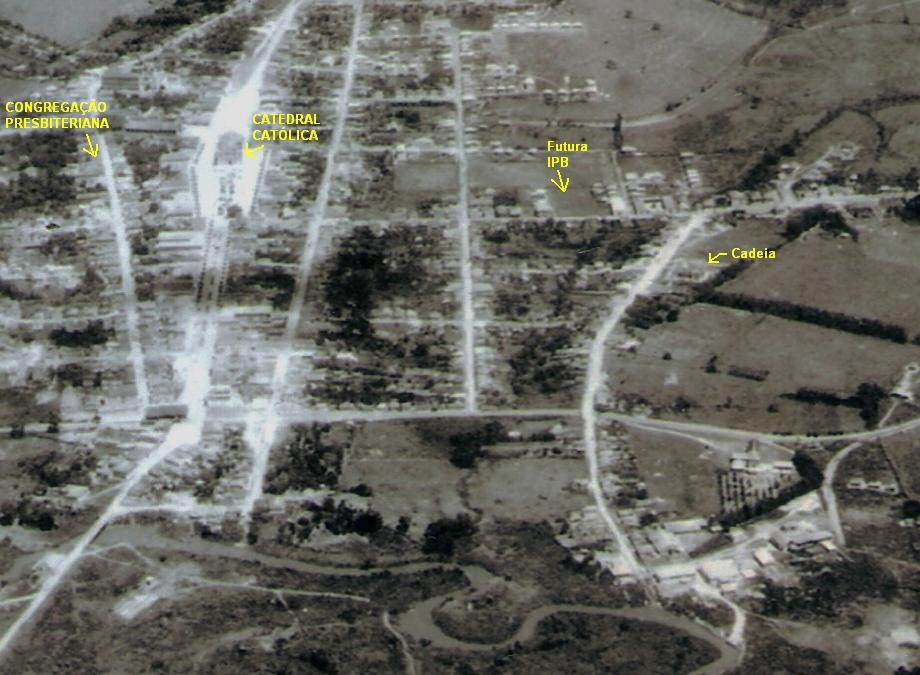 CONGREGAÇÃO
PRESBITERIANA
CATEDRAL
CATÓLICA
Futura
IPB
Cadeia